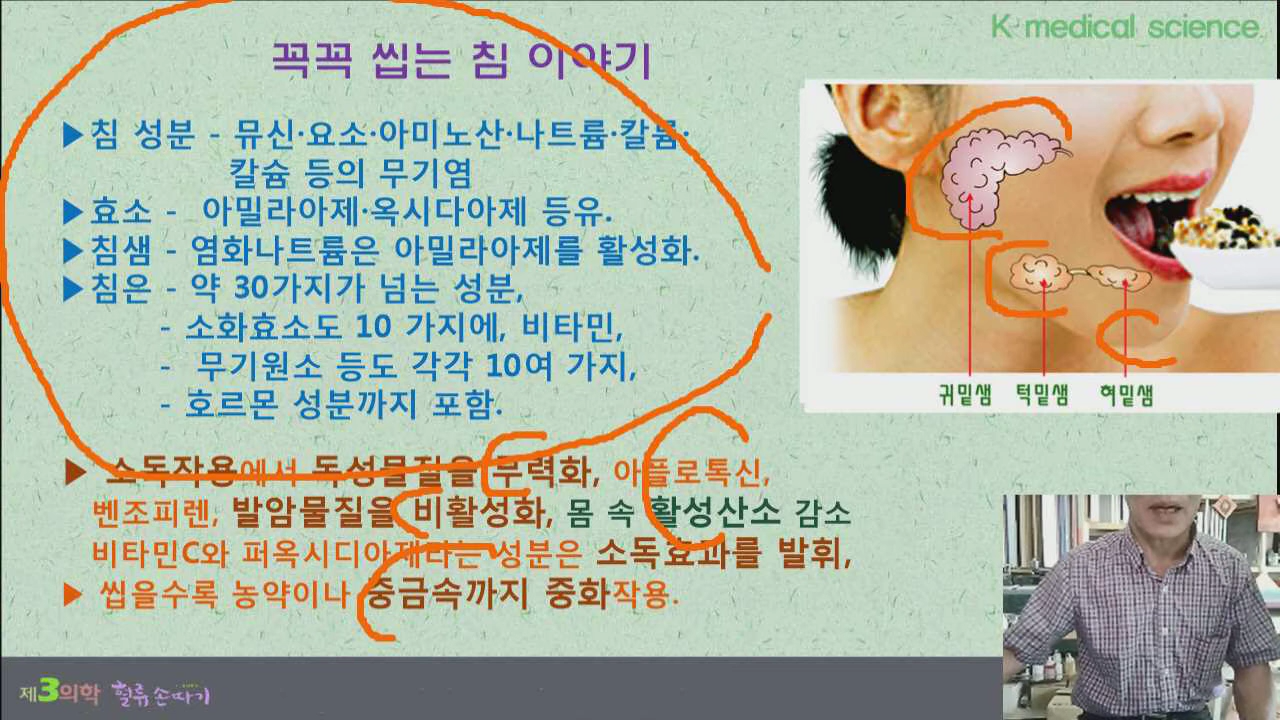 K medical science
꼭꼭 씹는 침 이야기
▶침 성분 - 뮤신·요소·아미노산·나트륨·칼륨·
칼슘 등의 무기염
▶효소 - 아밀라아제·옥시다아제 등유.
▶침샘 - 염화나트륨은 아밀라아제를 활성화.
▶침은 - 약 30가지가 넘는 성분,
- 소화효소도 10 가지에, 비타민,
- 무기원소 등도 각각 10여 가지,
- 호르몬 성분까지 포함.
귀밑샘 턱밑샘 혀밑샘
▶ 소독작용에서 독성물질을 무력화, 아플로톡신,
벤조피렌, 발암물질을 비활성화, 몸 속 활성산소 감소
비타민C와 퍼옥시디아제라는 성분은 소독효과를 발휘,
▶ 씹을수록 농약이나 중금속까지 중화작용.
제3의학 혈류 손따기